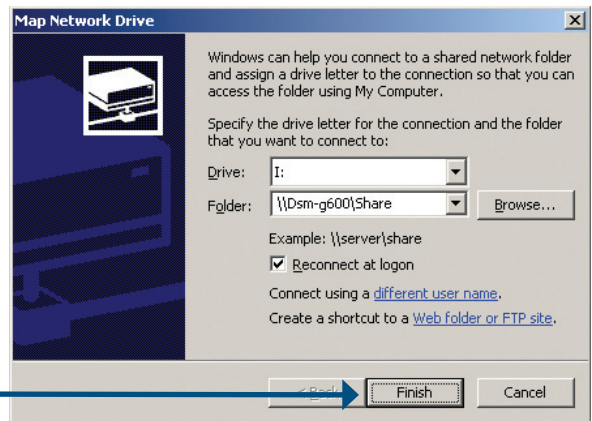 Map Network Drive
Windows can help you connect to a shared network folder
and assign a drive letter to the connection so that you can
access the folder using My Computer.
Specify the drive letter for the connection and the folder
that you want to connect to:
Drive: I:
Folder: \\Dsm-g600\Share Browse...
Example: \\server\share
Reconnect at logon
Connect using a different user name.
Create a shortcut to a Web folder or FTP site.
< Back Finish Cancel